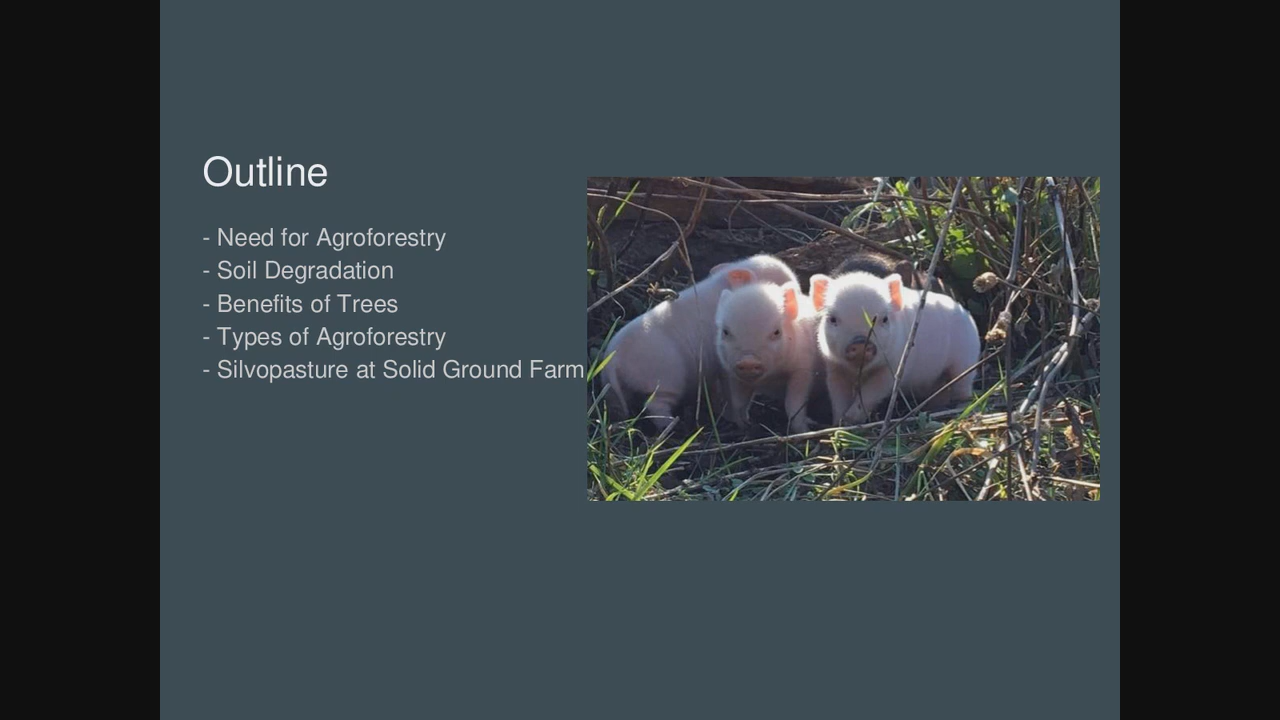 Outline
- Need for Agroforestry
- Soil Degradation
- Benefits of Trees
- Types of Agroforestry
- Silvopasture at Solid Ground Farm